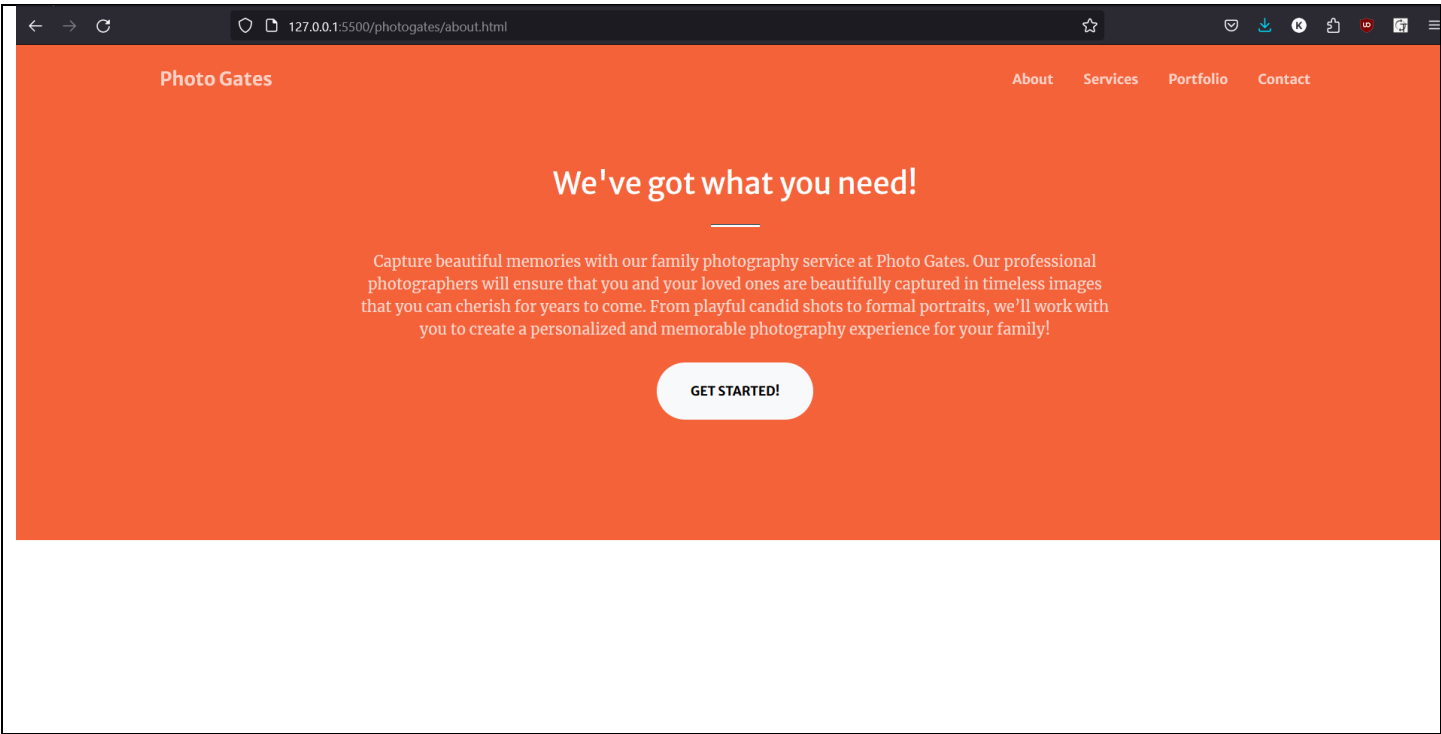 127.0.0.1:5500/photogates/about.html
Photo Gates
About Services Portfolio Contact
We've got what you need!
Capture beautiful memories with our family photography service at Photo Gates. Our professional
photographers will ensure that you and your loved ones are beautifully captured in timeless images
that you can cherish for years to come. From playful candid shots to formal portraits, we’ll work with
you to create a personalized and memorable photography experience for your family!
GET STARTED!